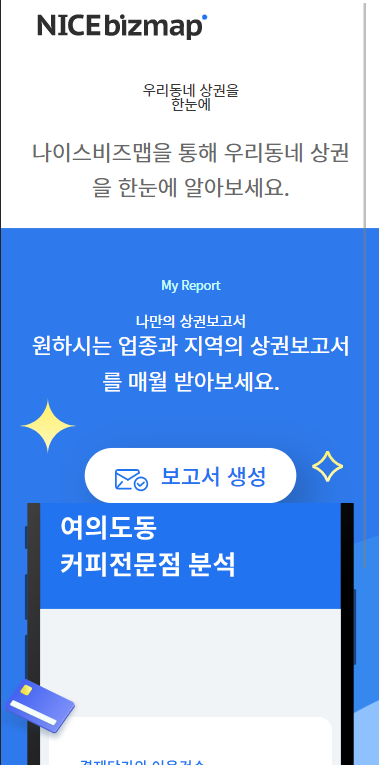 NICEbizmap
우리동네 상권을
한눈에
나이스비즈맵을 통해 우리동네 상권
을 한눈에 알아보세요.
My Report
나만의 상권보고서
원하시는 업종과 지역의 상권보고서
를 매월 받아보세요.
보고서 생성
여의도동
커피전문점 분석